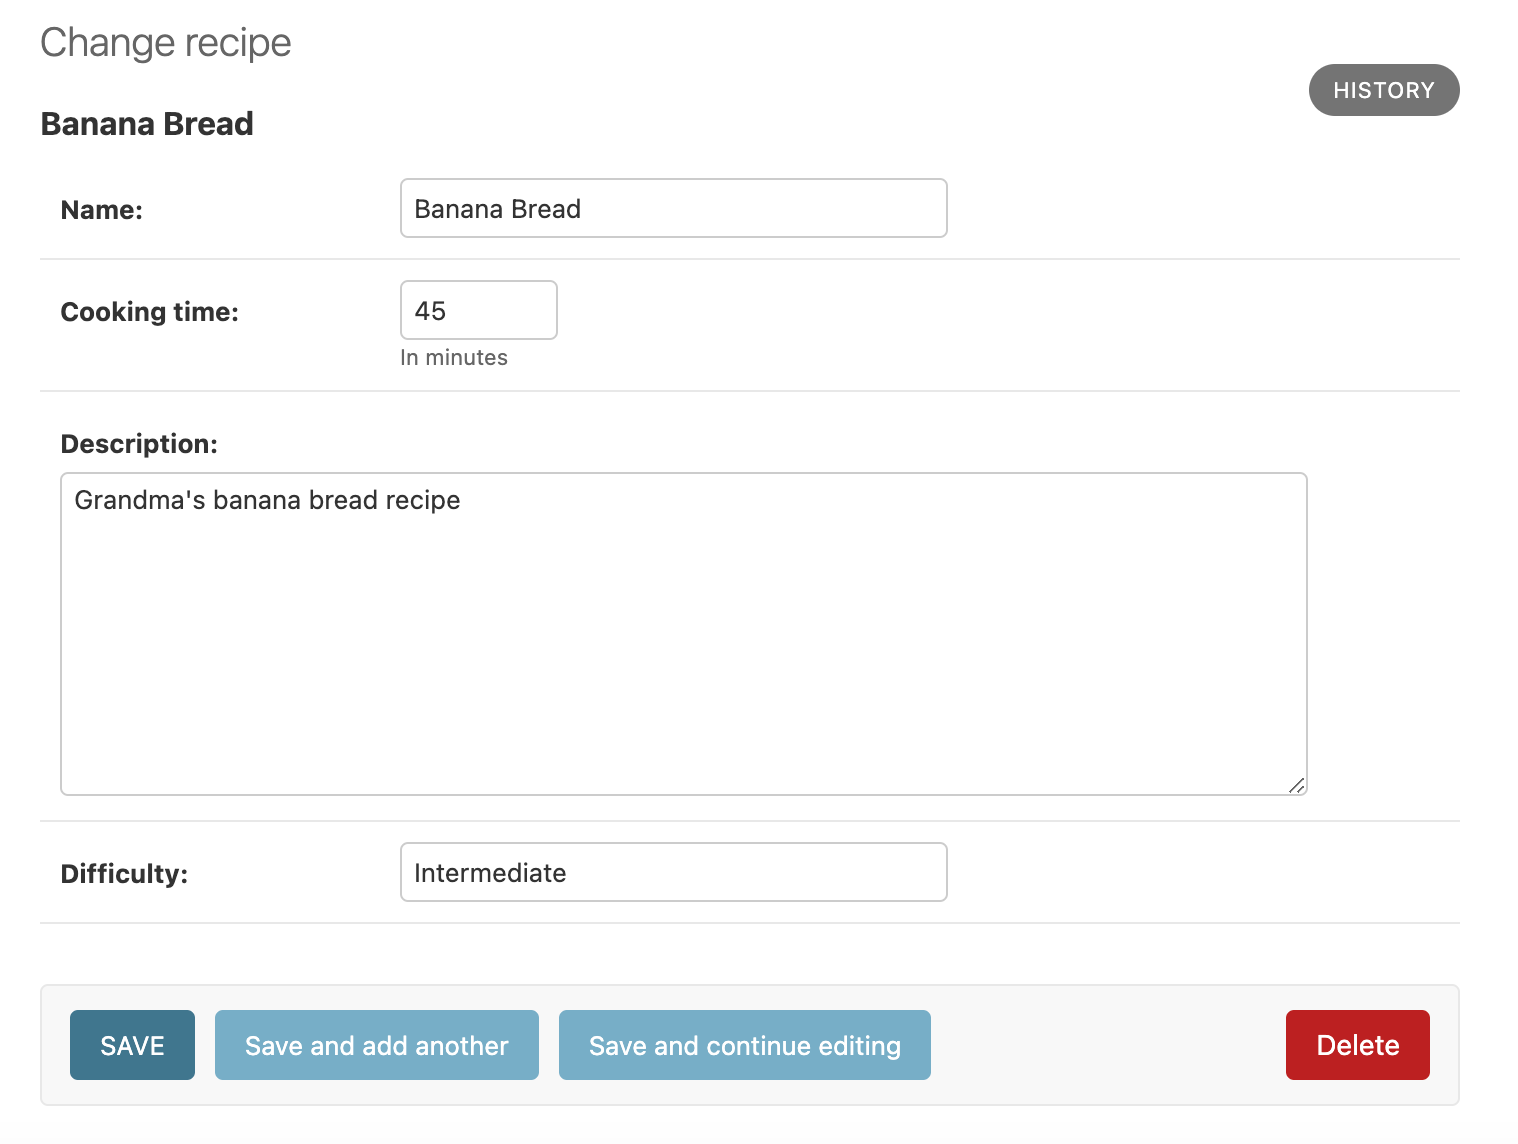 Change recipe
HISTORY
Banana Bread
Name:
Banana Bread
Cooking time:
45
In minutes
Description:
Grandma's banana bread recipe
Difficulty:
Intermediate
SAVE
Save and add another
Save and continue editing
Delete